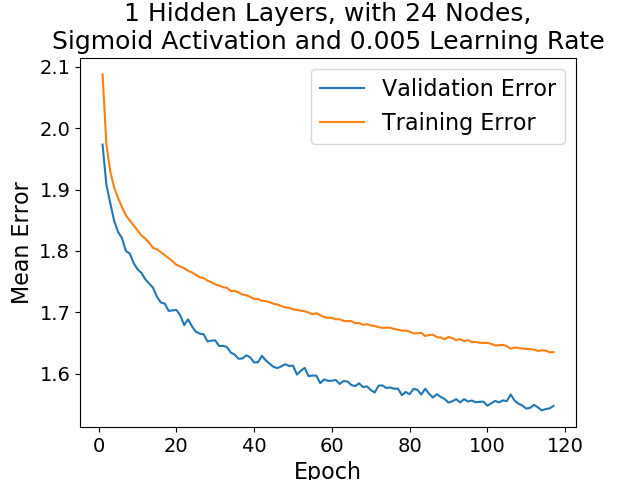 1 Hidden Layers, with 24 Nodes,
Sigmoid Activation and 0.005 Learning Rate
Validation Error
Training Error
Mean Error
2.1
2.0
1.9
1.8
1.7
1.6
0 20 40 60 80 100 120
Epoch